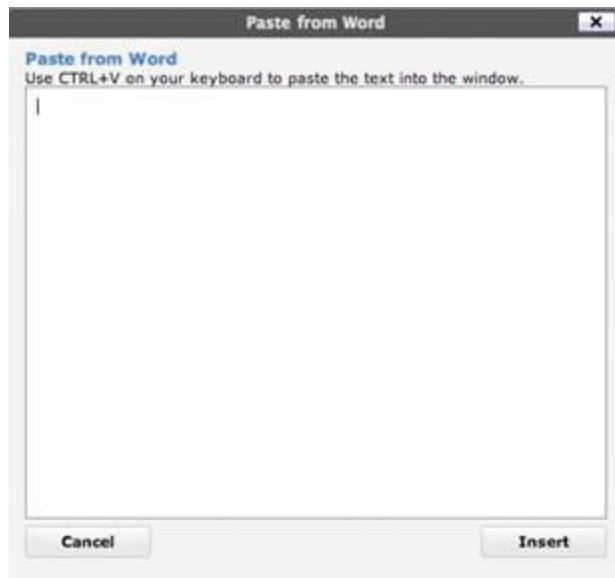 Paste from Word
Paste from Word
Use CTRL+V on your keyboard to paste the text into the window.
Cancel
Insert